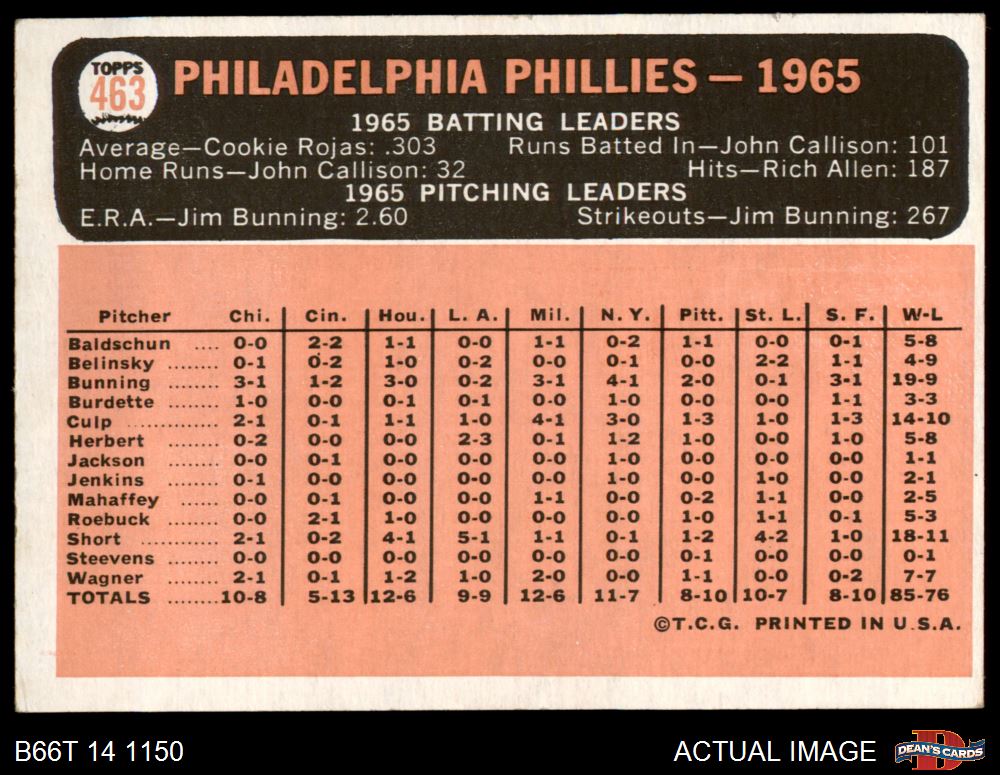 TOPPS
463
PHILADELPHIA PHILLIES — 1965
1965 BATTING LEADERS
Average—Cookie Rojas: .303 Runs Batted In—John Callison: 101
Home Runs—John Callison: 32 Hits—Rich Allen: 187
1965 PITCHING LEADERS
E.R.A.—Jim Bunning: 2.60 Strikeouts—Jim Bunning: 267
Pitcher Chi. Cin. Hou. L. A. Mil. N. Y. Pitt. St. L. S. F. W-L
Baldschun .... 0-0 2-2 1-1 0-0 1-1 0-2 1-1 0-0 0-1 5-8
Belinsky ........ 0-1 0-2 1-0 0-2 0-0 1-0 0-0 2-2 1-1 4-9
Bunning ........ 3-1 1-2 3-0 0-2 3-1 4-1 2-0 0-1 3-1 19-9
Burdette ........ 1-0 0-0 0-1 0-1 0-0 1-0 0-0 0-0 1-1 3-3
Culp ............... 2-1 0-1 1-1 1-0 4-1 3-0 1-3 1-0 1-3 14-10
Herbert ......... 0-2 0-0 0-0 2-3 0-1 1-2 1-0 0-0 1-0 5-8
Jackson ........ 0-0 0-1 0-0 0-0 0-0 1-0 0-0 0-0 0-0 1-1
Jenkins ......... 0-1 0-0 0-0 0-0 0-0 1-0 0-0 1-0 0-0 2-1
Mahaffey ...... 0-0 0-1 0-0 0-0 1-1 0-0 0-2 1-1 0-0 2-5
Roebuck ....... 0-0 2-1 1-0 0-0 0-0 0-0 1-0 1-1 0-1 5-3
Short ............ 2-1 0-2 4-1 5-1 1-1 0-1 1-2 4-2 1-0 18-11
Steevens ....... 0-0 0-0 0-0 0-0 0-0 0-0 0-1 0-0 0-0 0-1
Wagner ......... 2-1 0-1 1-2 1-0 2-0 0-0 1-1 0-0 0-2 7-7
TOTALS ........ 10-8 5-13 12-6 9-9 12-6 11-7 8-10 10-7 8-10 85-76
©T.C.G. PRINTED IN U.S.A.
B66T 14 1150 ACTUAL IMAGE DEAN'S CARDS